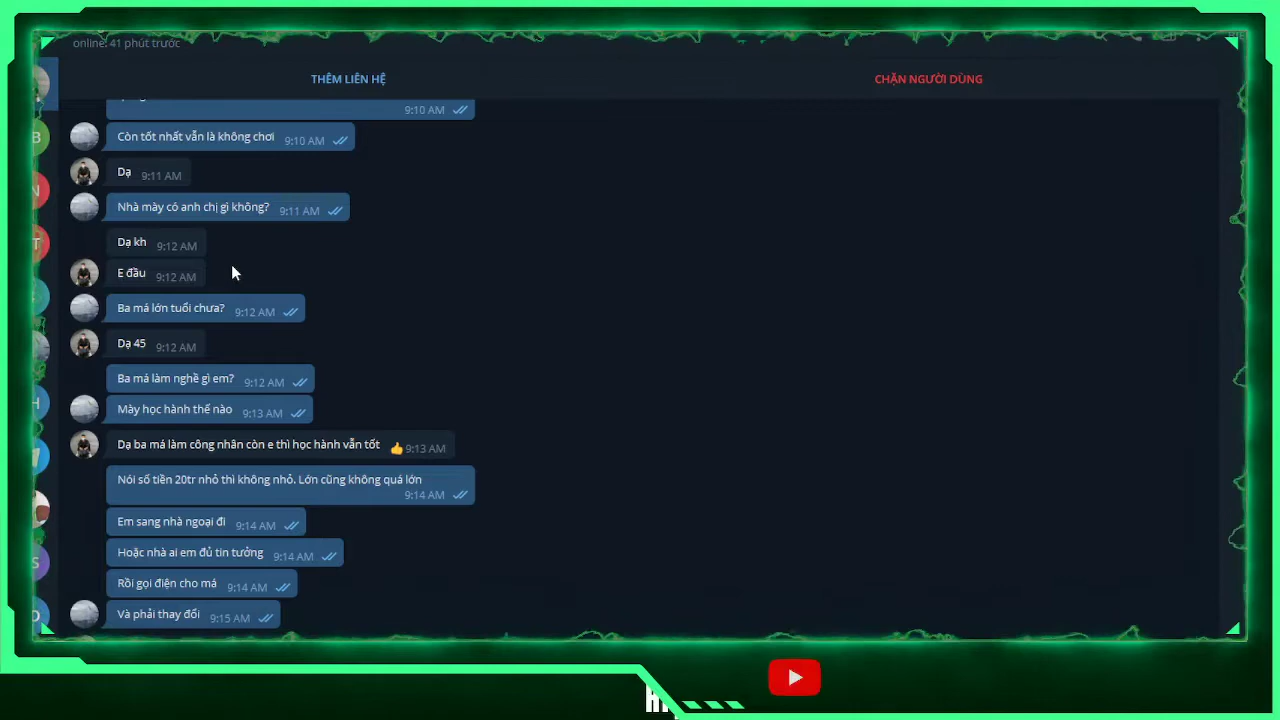 online: 41 phút trước
THÊM LIÊN HỆ
CHẶN NGƯỜI DÙNG
9:10 AM
Còn tốt nhất vẫn là không chơi 9:10 AM
Dạ 9:11 AM
Nhà mày có anh chị gì không? 9:11 AM
Dạ kh 9:12 AM
E đầu 9:12 AM
Ba má lớn tuổi chưa? 9:12 AM
Dạ 45 9:12 AM
Ba má làm nghề gì em? 9:12 AM
Mày học hành thế nào 9:13 AM
Dạ ba má làm công nhân còn e thì học hành vẫn tốt 👍 9:13 AM
Nói số tiền 20tr nhỏ thì không nhỏ. Lớn cũng không quá lớn
9:14 AM
Em sang nhà ngoại đi 9:14 AM
Hoặc nhà ai em đủ tin tưởng 9:14 AM
Rồi gọi điện cho má 9:14 AM
Và phải thay đổi 9:15 AM
B
N
T
H
S